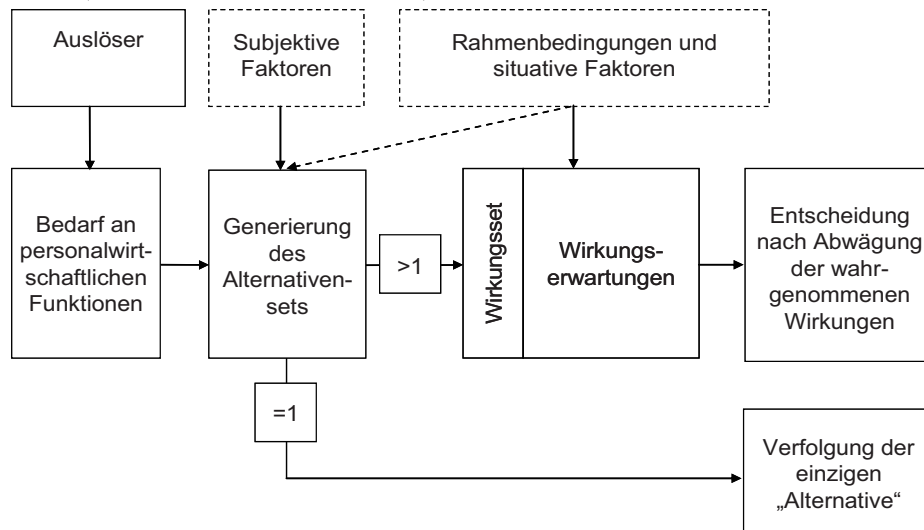 Auslöser
Subjektive
Faktoren
Rahmenbedingungen und
situative Faktoren
Bedarf an
personalwirt-
schaftlichen
Funktionen
Generierung
des
Alternativen-
sets
>1
Wirkungsset
Wirkungs-
erwartungen
Entscheidung
nach Abwägung
der wahr-
genommenen
Wirkungen
=1
Verfolgung der
einzigen
„Alternative“